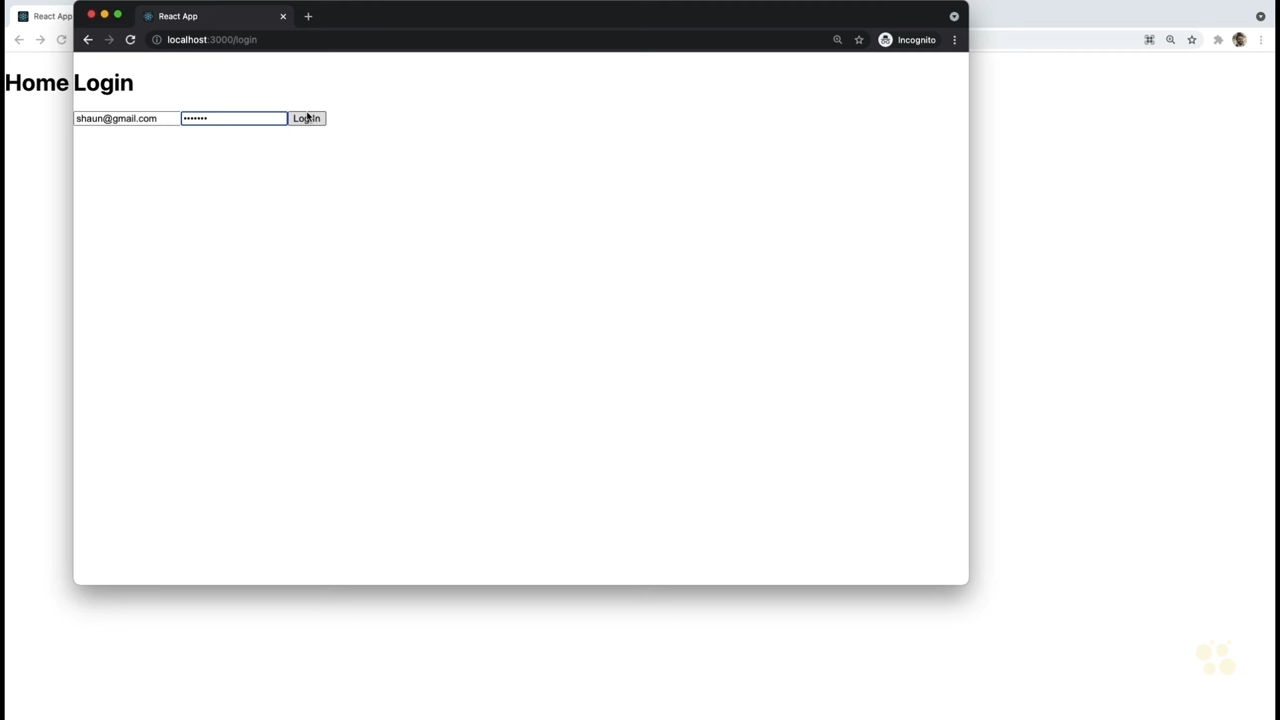 React App
React App
localhost:3000/login
Incognito
Home
Login
shaun@gmail.com
•••••••
Login